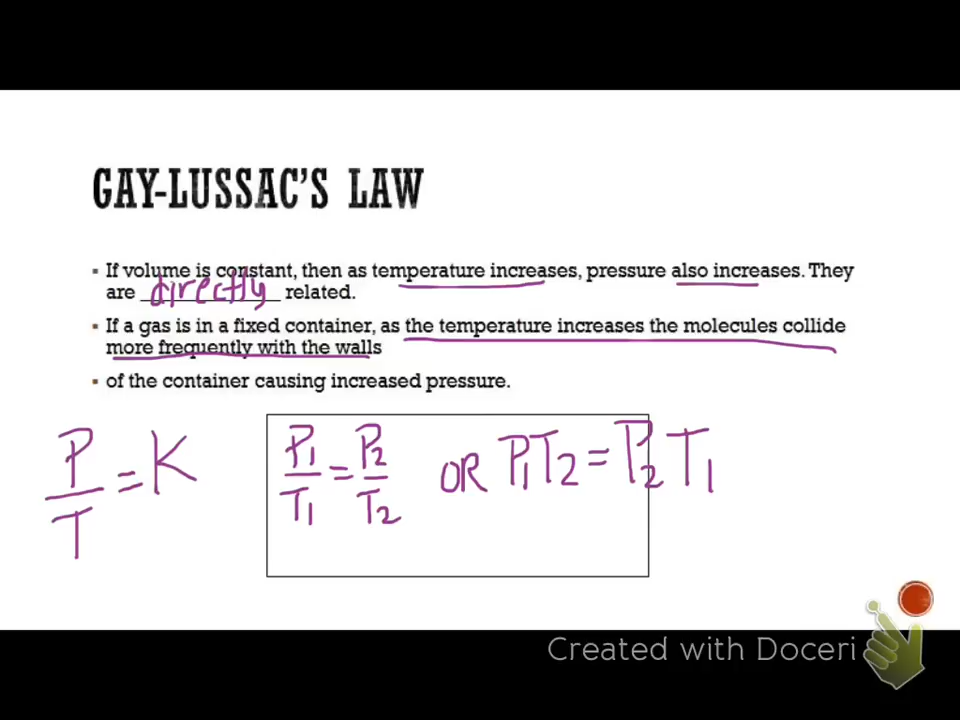 GAY-LUSSAC'S LAW
▪ If volume is constant, then as temperature increases, pressure also increases. They
are directly related.
▪ If a gas is in a fixed container, as the temperature increases the molecules collide
more frequently with the walls
▪ of the container causing increased pressure.
P/T = K P₁/T₁ = P₂/T₂ OR P₁T₂ = P₂T₁
Created with Doceri